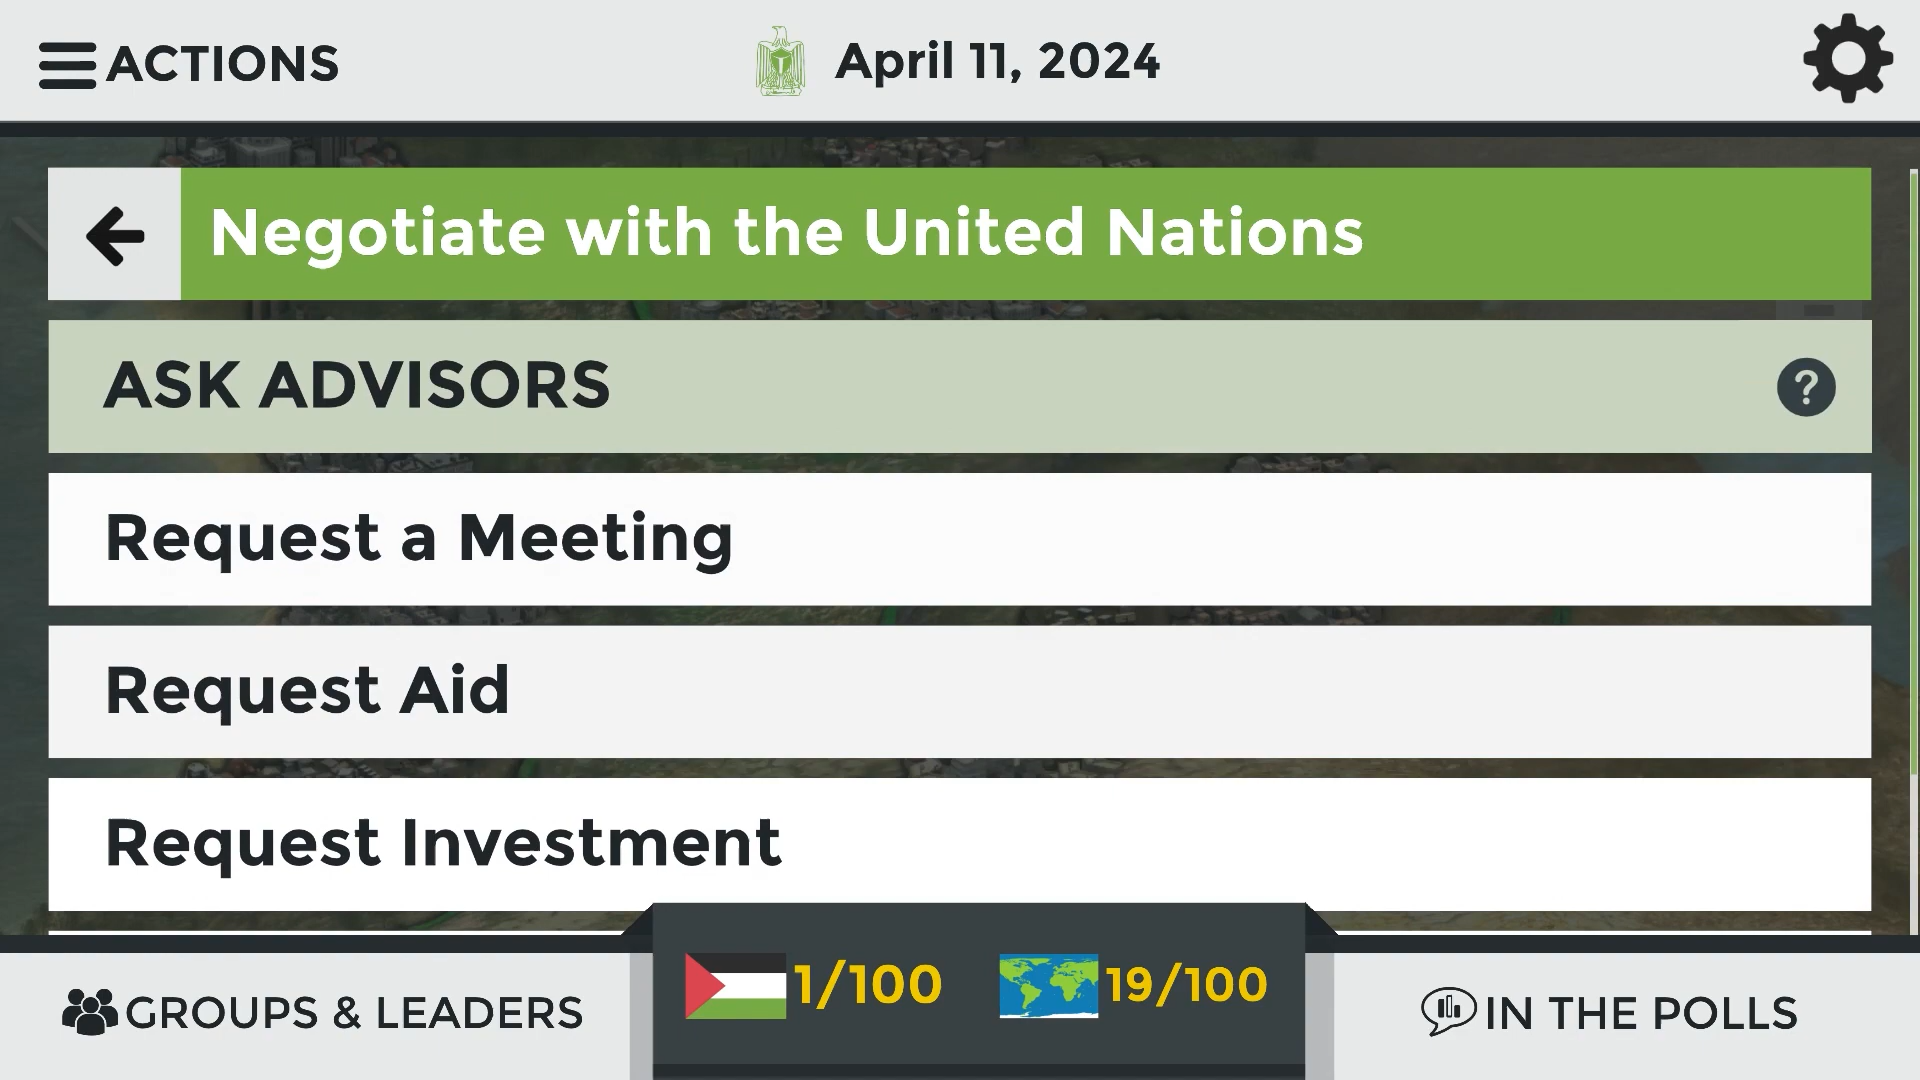 ACTIONS
April 11, 2024
Negotiate with the United Nations
ASK ADVISORS
?
Request a Meeting
Request Aid
Request Investment
GROUPS & LEADERS
1/100
19/100
IN THE POLLS